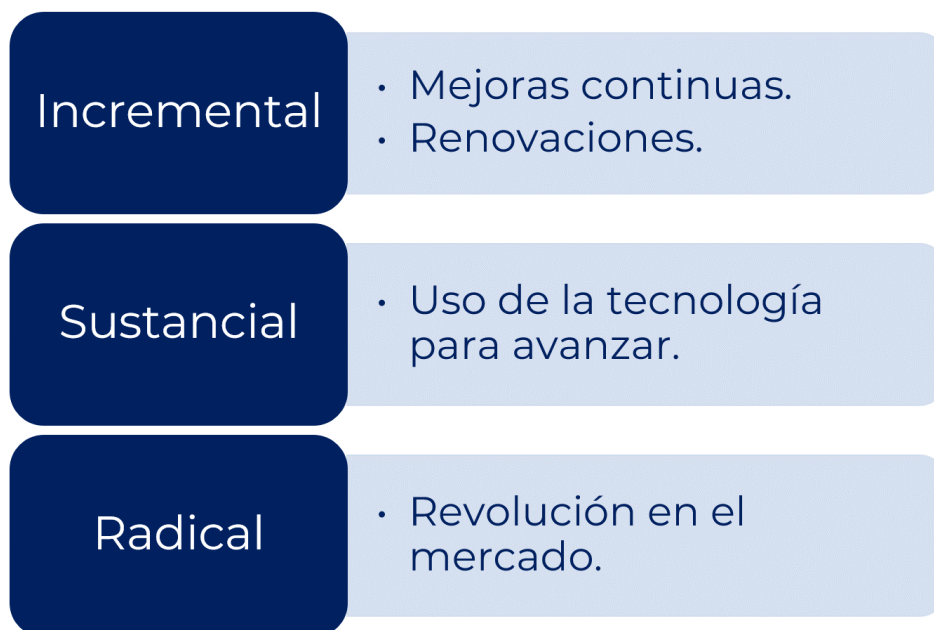 Incremental
• Mejoras continuas.
• Renovaciones.
Sustancial
• Uso de la tecnología
para avanzar.
Radical
• Revolución en el
mercado.